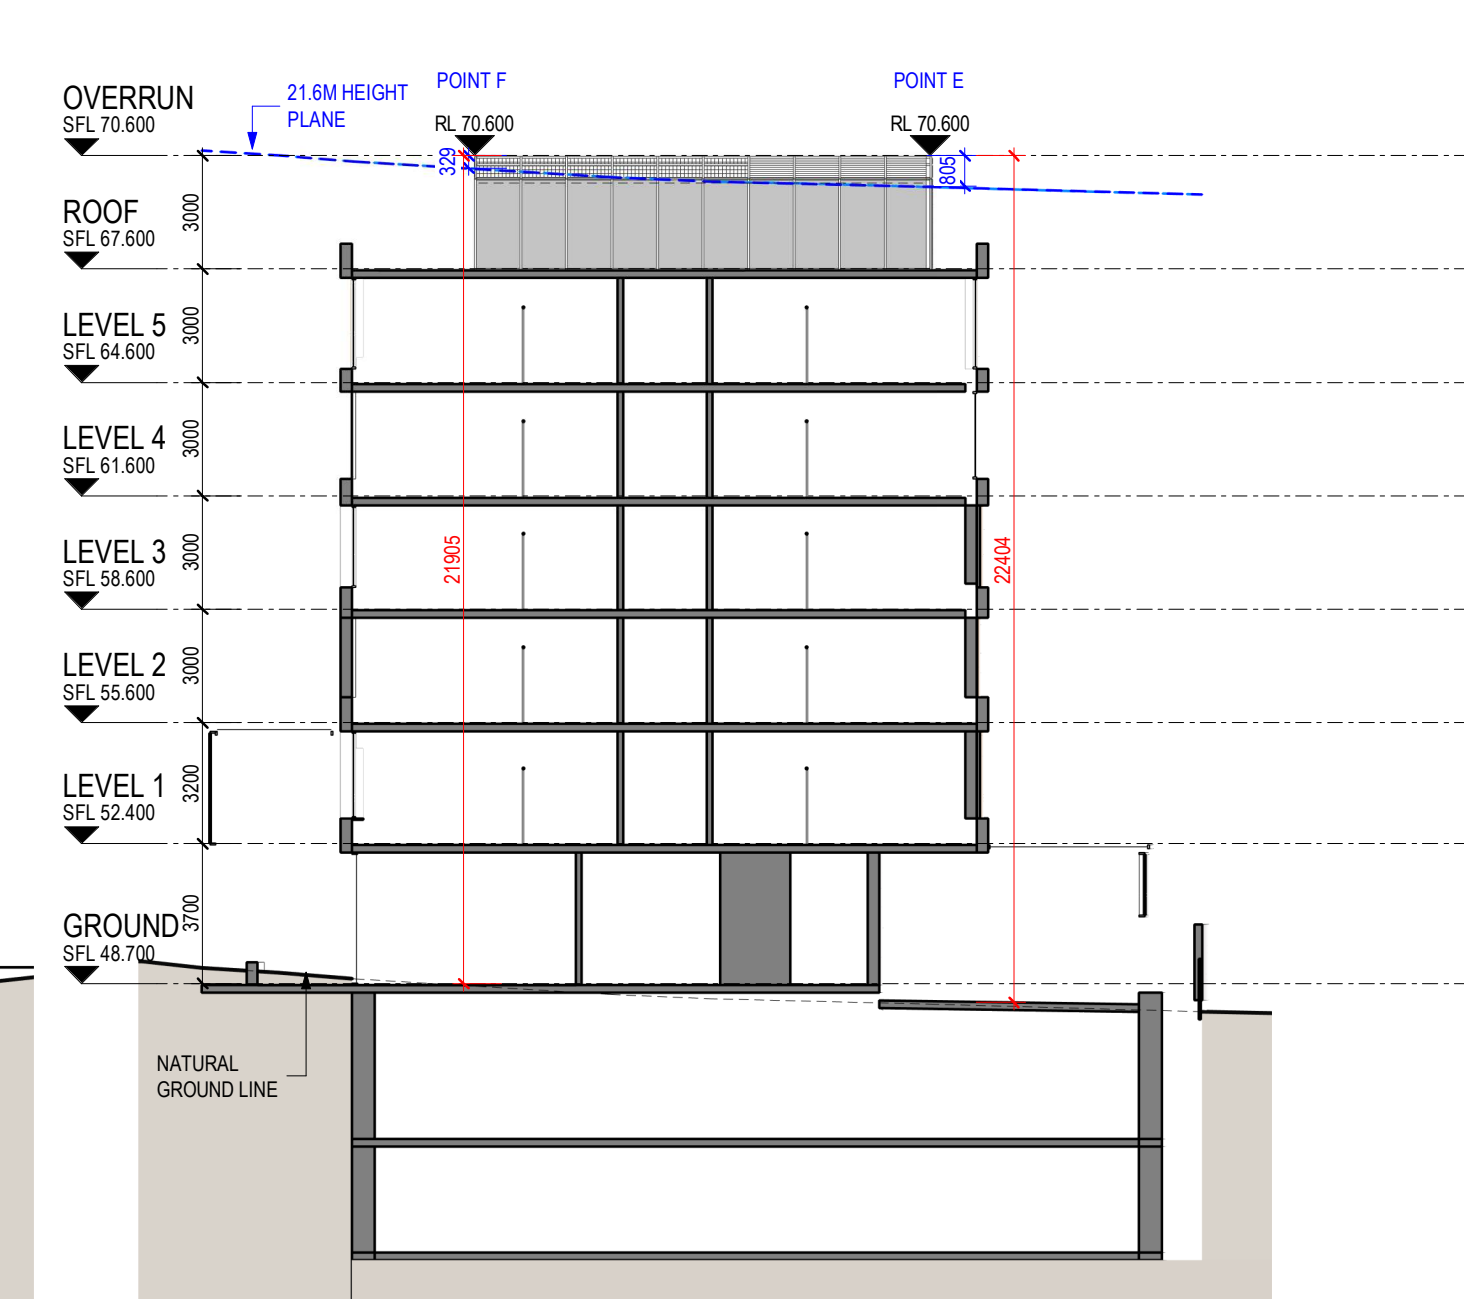 POINT F
POINT E
OVERRUN
SFL 70.600
21.6M HEIGHT
PLANE
RL 70.600
RL 70.600
329
805
ROOF
SFL 67.600
3000
LEVEL 5
SFL 64.600
3000
LEVEL 4
SFL 61.600
3000
LEVEL 3
SFL 58.600
3000
21905
22404
LEVEL 2
SFL 55.600
3000
LEVEL 1
SFL 52.400
3200
GROUND
SFL 48.700
3700
NATURAL
GROUND LINE